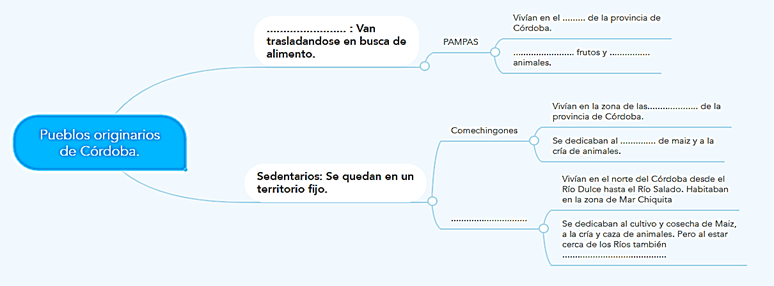 Pueblos originarios
de Córdoba.
........................ : Van
trasladandose en busca de
alimento.
PAMPAS
Vivían en el ......... de la provincia de
Córdoba.
........................ frutos y ................
animales.
Sedentarios: Se quedan en un
territorio fijo.
Comechingones
Vivían en la zona de las.................... de la
provincia de Córdoba.
Se dedicaban al .............. de maiz y a la
cría de animales.
..............................
Vivían en el norte del Córdoba desde el
Río Dulce hasta el Río Salado. Habitaban
en la zona de Mar Chiquita
Se dedicaban al cultivo y cosecha de Maiz,
a la cría y caza de animales. Pero al estar
cerca de los Ríos también
.........................................